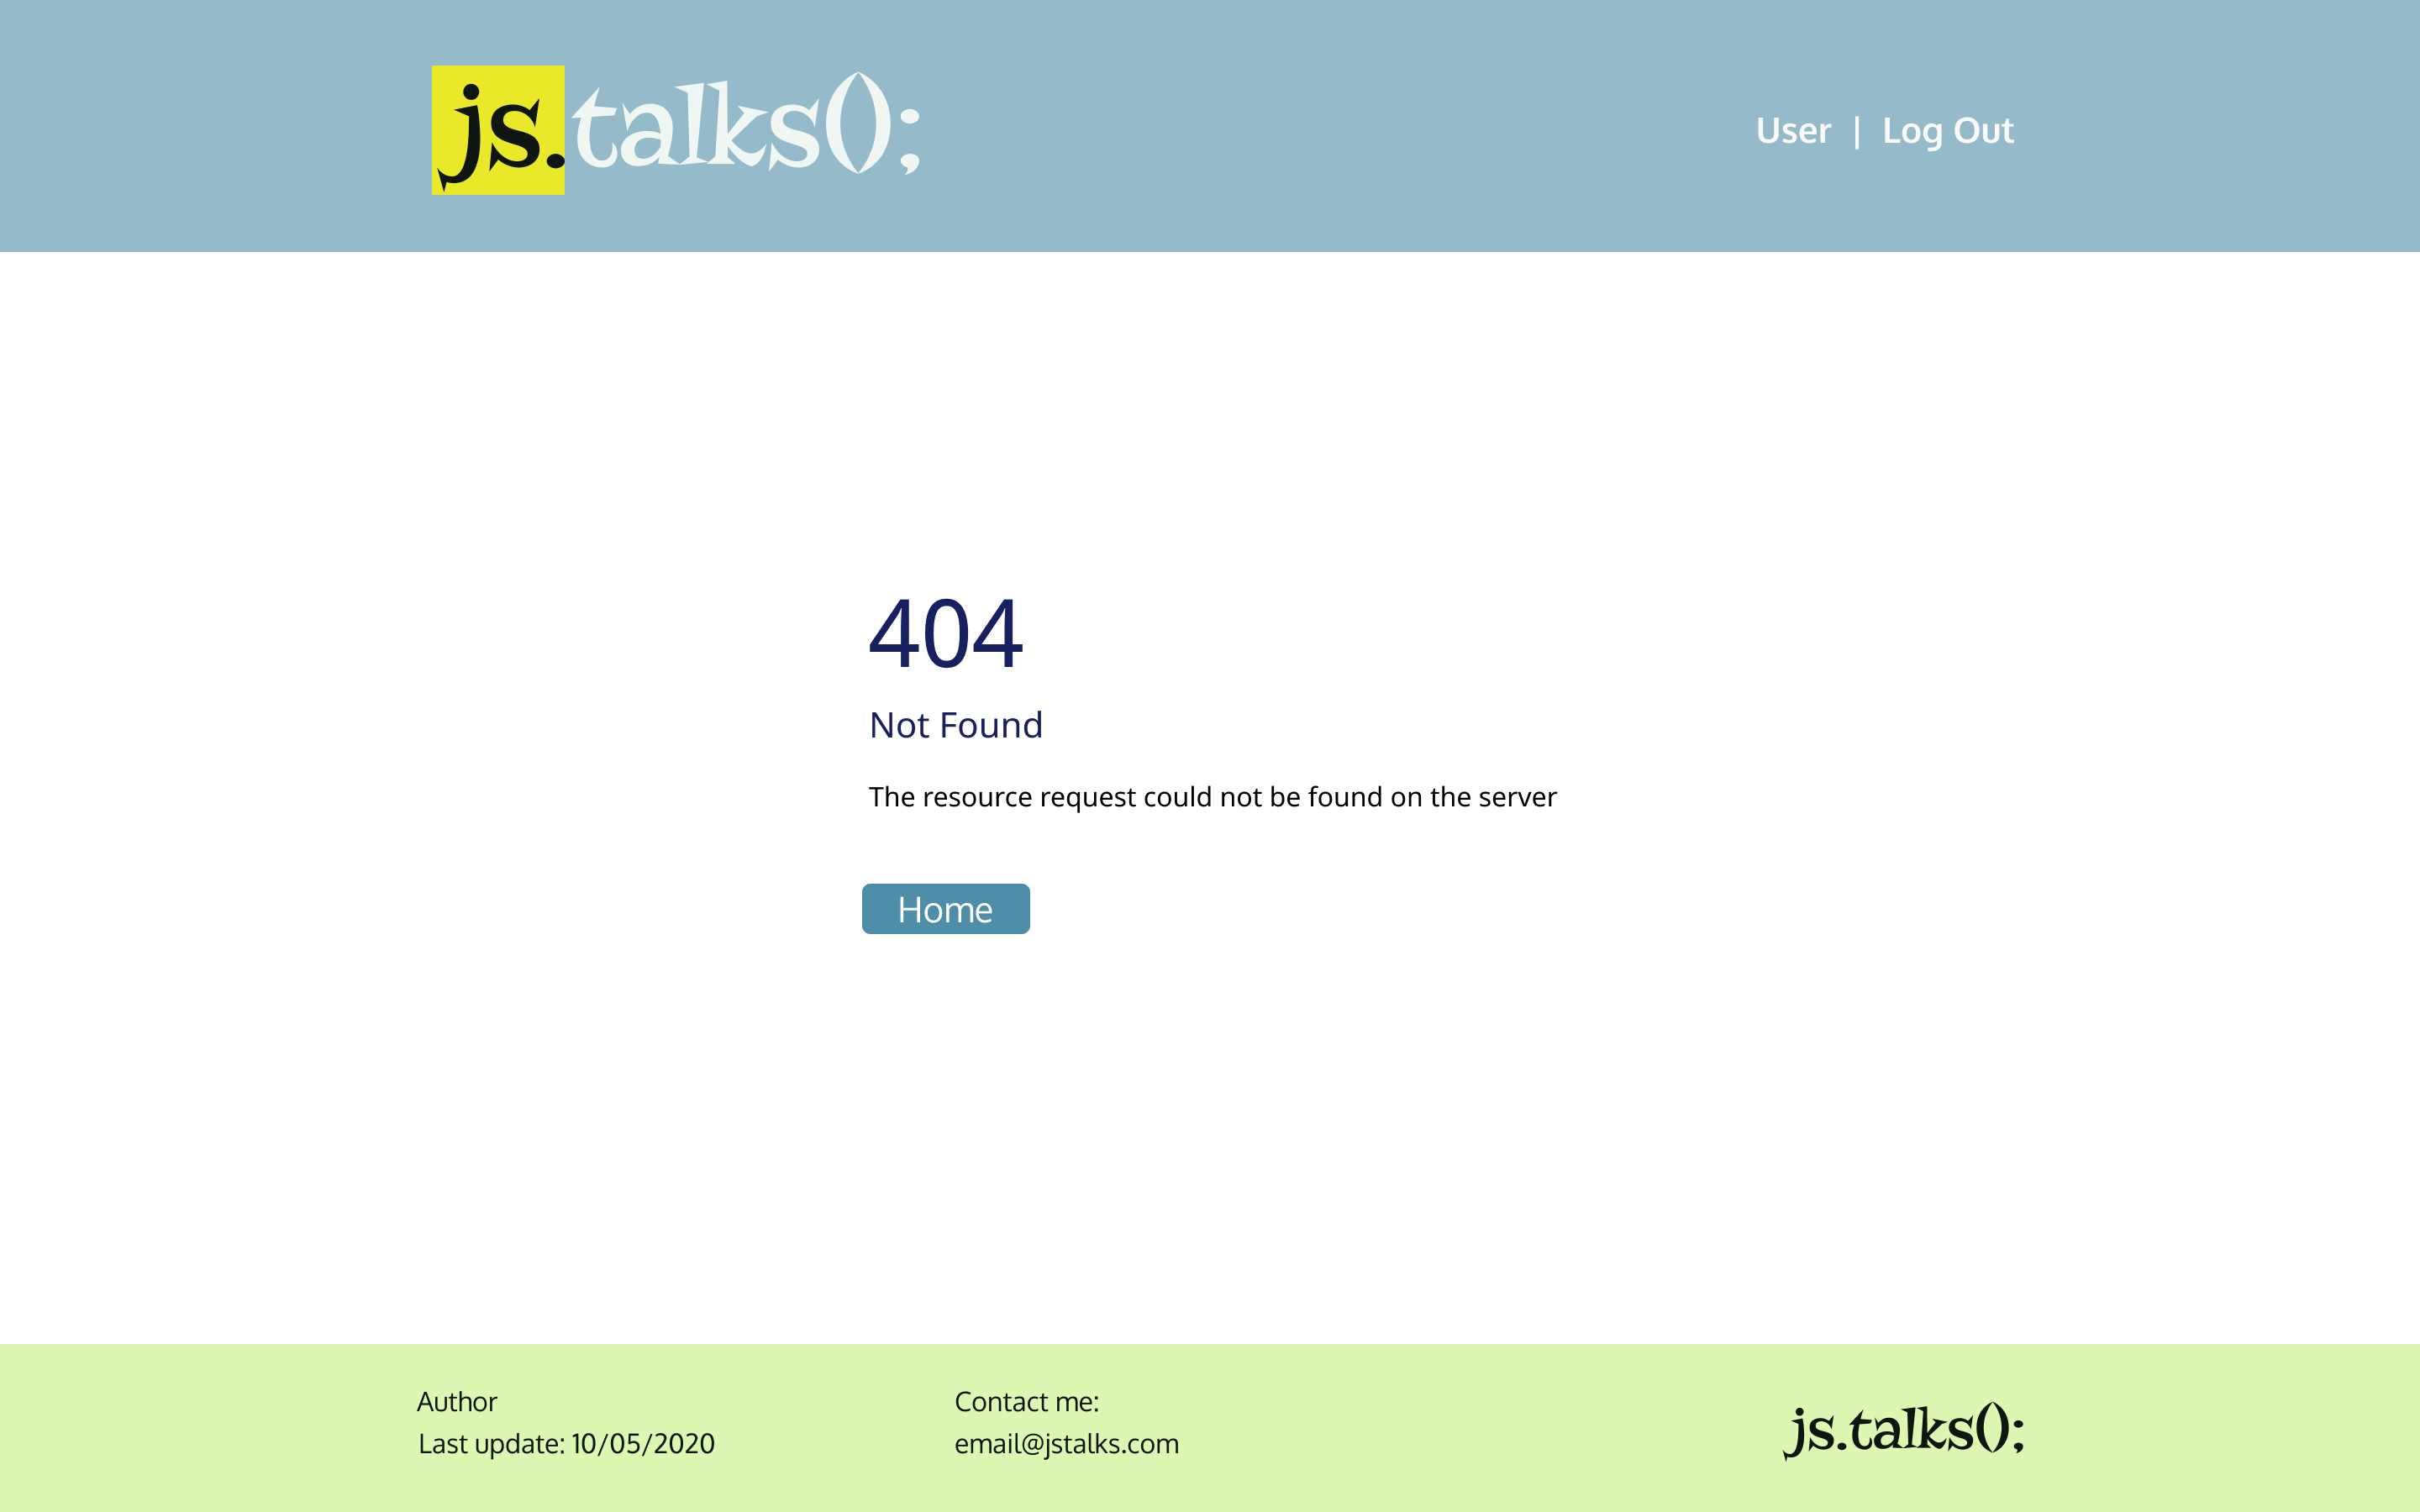 js.talks();
User | Log Out
404
Not Found
The resource request could not be found on the server
Home
Author
Last update: 10/05/2020
Contact me:
email@jstalks.com
js.talks();